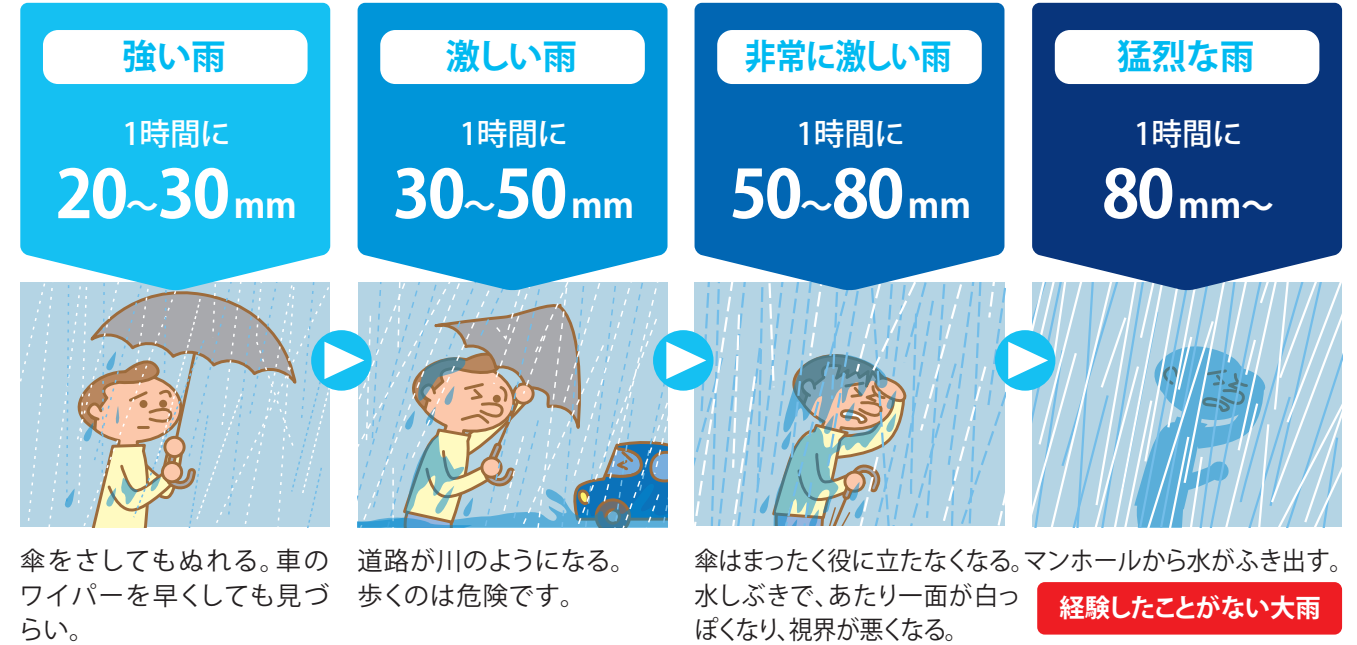 強い雨
1時間に
20～30mm
傘をさしてもぬれる。車の
ワイパーを早くしても見づ
らい。
激しい雨
1時間に
30～50mm
道路が川のようになる。
歩くのは危険です。
非常に激しい雨
1時間に
50～80mm
傘はまったく役に立たなくなる。
水しぶきで、あたり一面が白っ
ぽくなり、視界が悪くなる。
猛烈な雨
1時間に
80mm～
マンホールから水がふき出す。
経験したことがない大雨